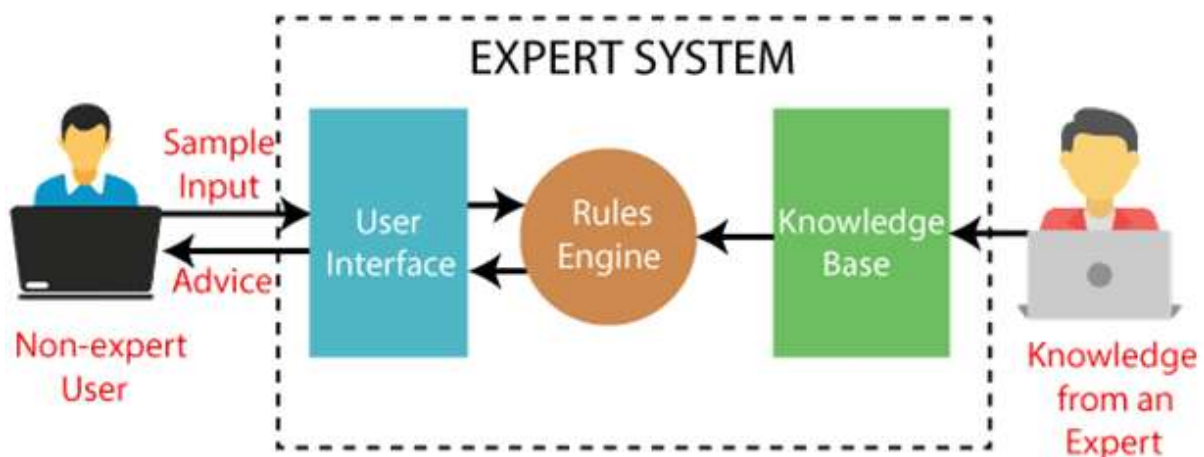 EXPERT SYSTEM
Sample
Input
Advice
Non-expert
User
User
Interface
Rules
Engine
Knowledge
Base
Knowledge
from an
Expert